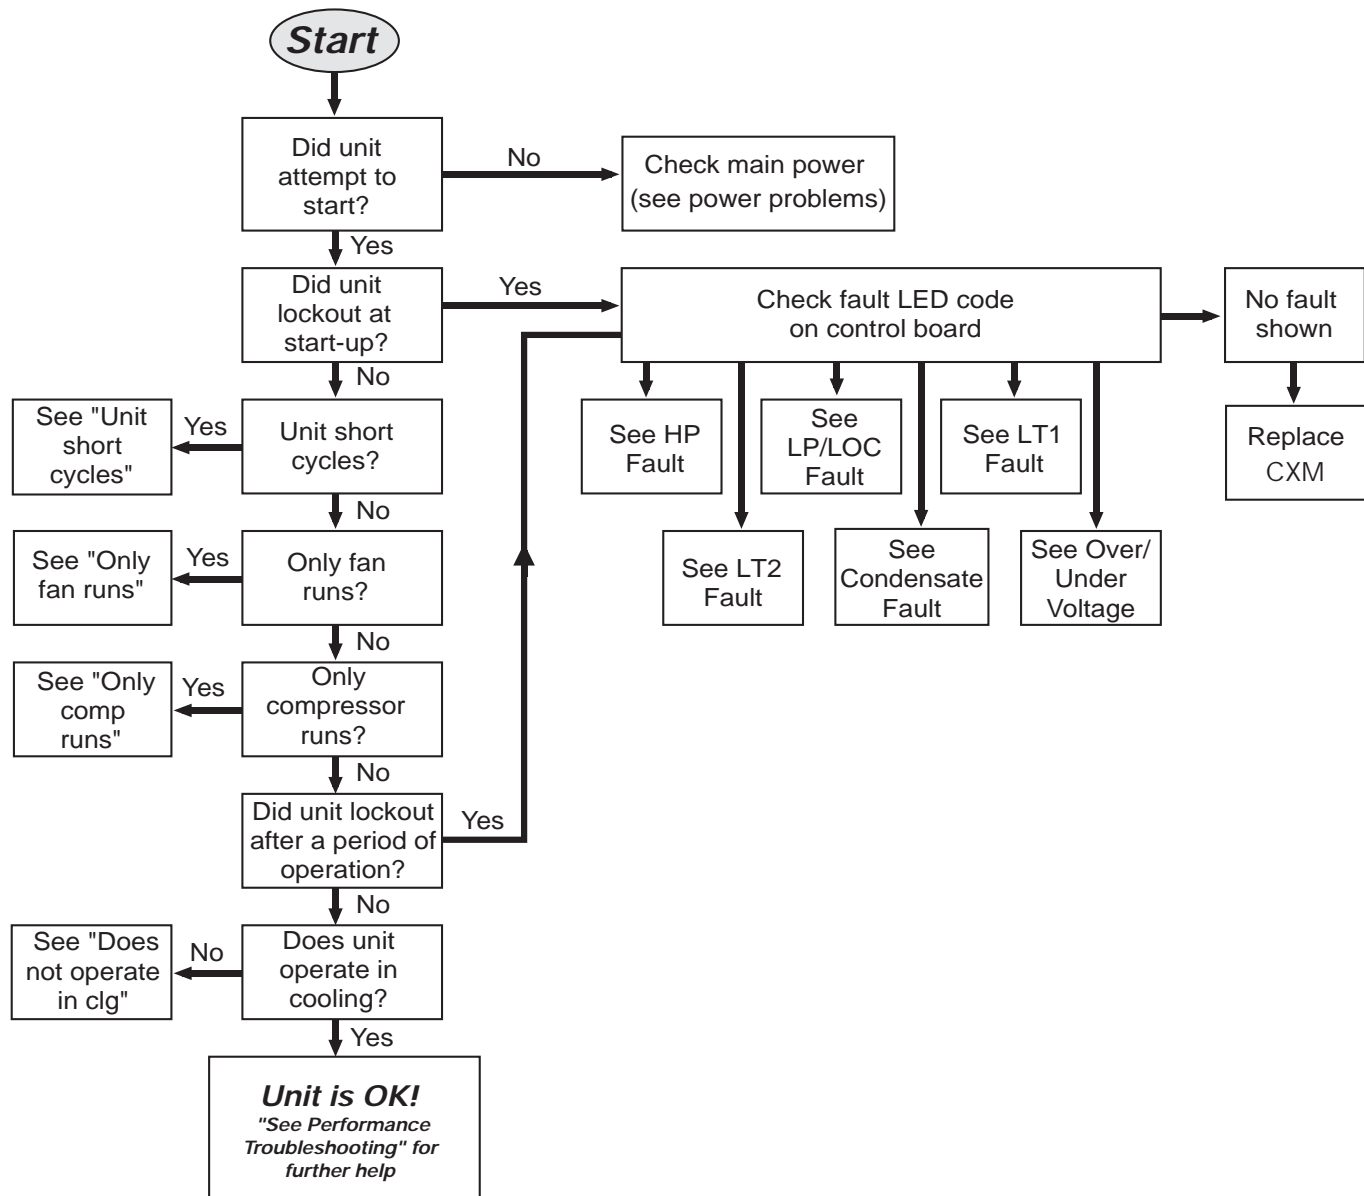 Start
Did unit
attempt to
start?
No
Check main power
(see power problems)
Yes
Did unit
lockout at
start-up?
Yes
Check fault LED code
on control board
No fault
shown
No
See "Unit
short
cycles"
Yes
Unit short
cycles?
See HP
Fault
See
LP/LOC
Fault
See LT1
Fault
Replace
CXM
No
See "Only
fan runs"
Yes
Only fan
runs?
See LT2
Fault
See
Condensate
Fault
See Over/
Under
Voltage
No
See "Only
comp
runs"
Yes
Only
compressor
runs?
No
Did unit lockout
after a period of
operation?
Yes
No
See "Does
not operate
in clg"
No
Does unit
operate in
cooling?
Yes
Unit is OK!
"See Performance
Troubleshooting" for
further help